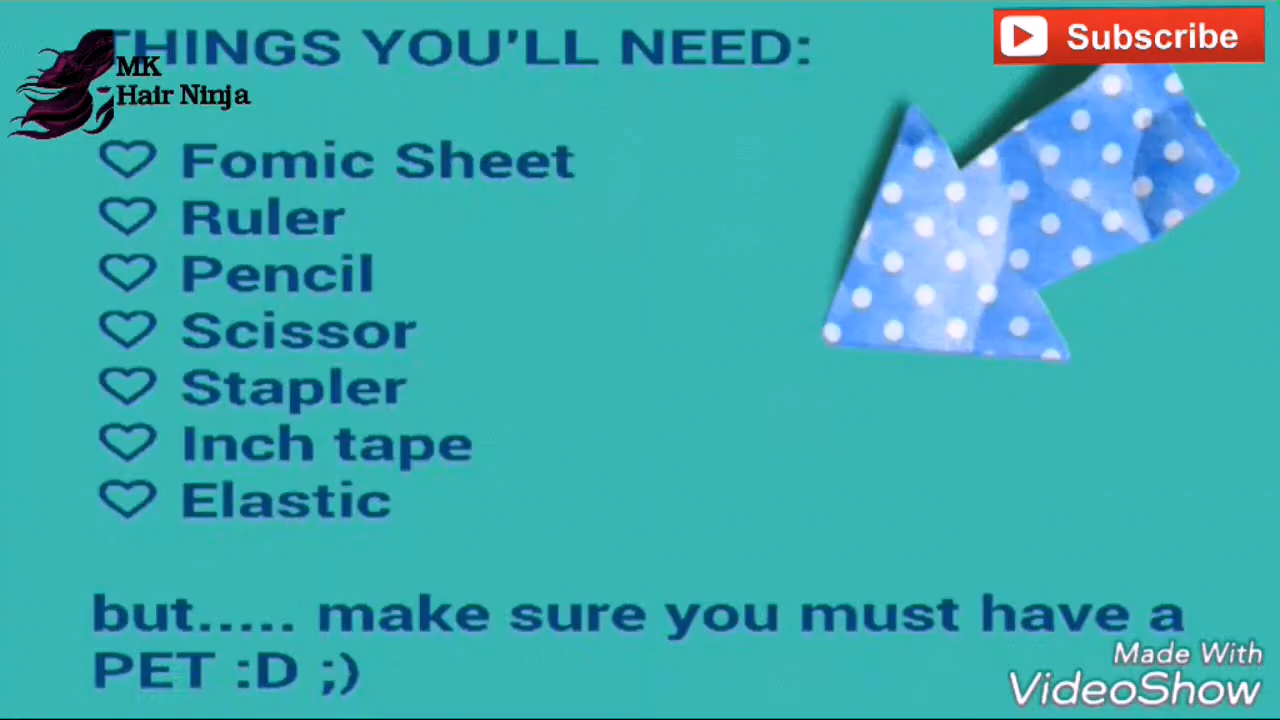 THINGS YOU'LL NEED:
MK
Hair Ninja
Subscribe
♡ Fomic Sheet
♡ Ruler
♡ Pencil
♡ Scissor
♡ Stapler
♡ Inch tape
♡ Elastic
but..... make sure you must have a
PET :D ;)
Made With
VideoShow